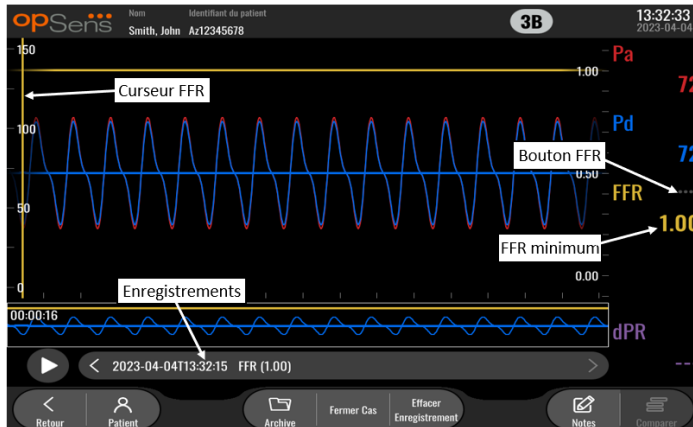 opSens
Nom Identifiant du patient
Smith, John Az12345678
3B
13:32:33
2023-04-04
150
100
50
0
1.00
0.50
0.00
Pa
72
Pd
72
FFR
---
1.00
dPR
--
Curseur FFR
Bouton FFR
FFR minimum
Enregistrements
00:00:16
2023-04-04T13:32:15 FFR (1.00)
Retour
Patient
Archive
Fermer Cas
Effacer
Enregistrement
Notes
Comparer